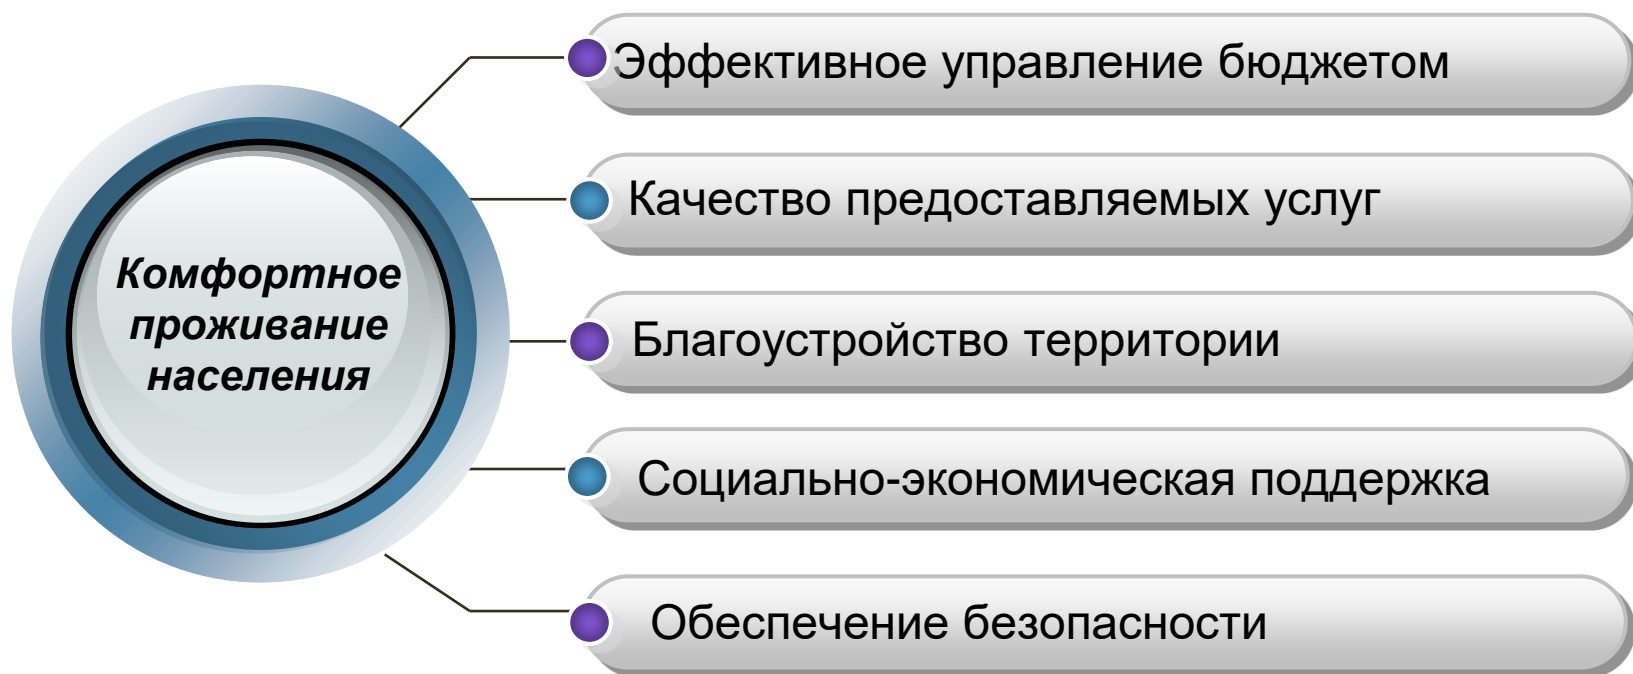 Эффективное управление бюджетом
Качество предоставляемых услуг
Комфортное
проживание
населения
Благоустройство территории
Социально-экономическая поддержка
Обеспечение безопасности